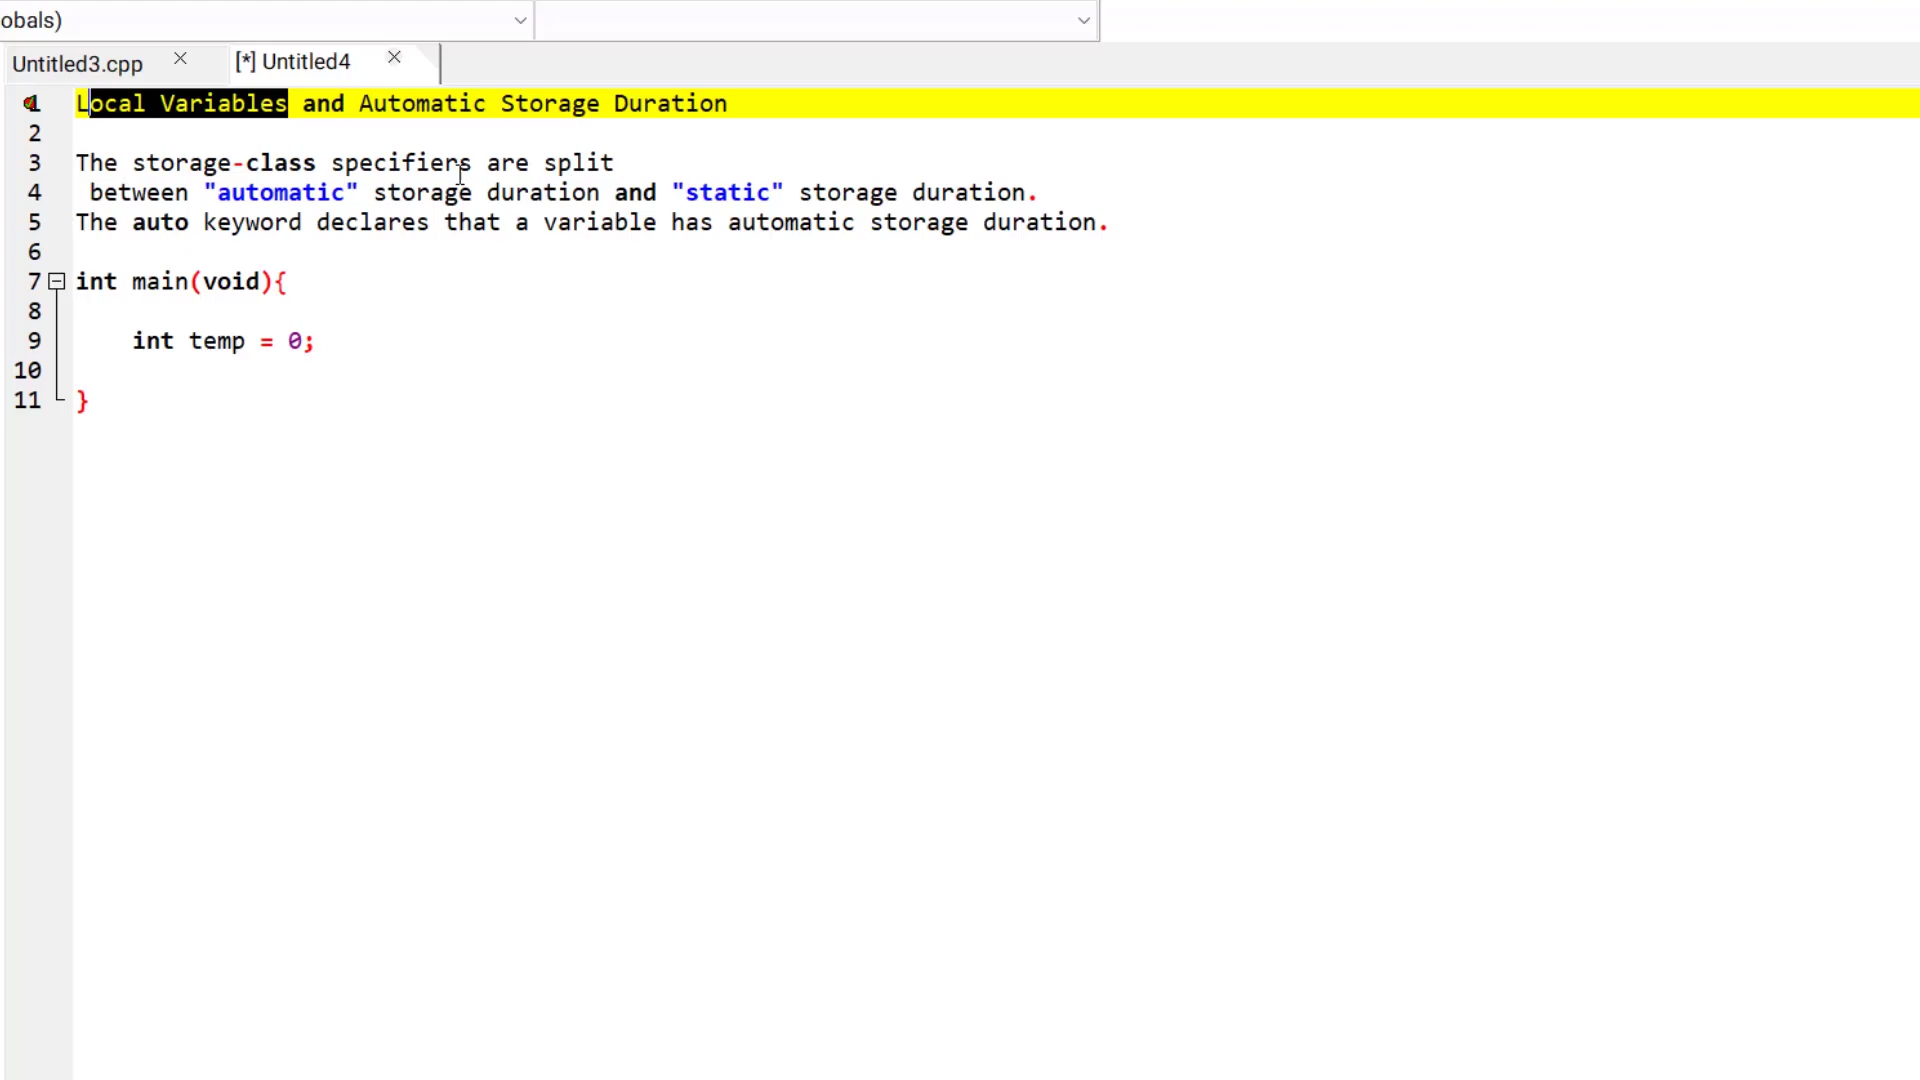 obals)
Untitled3.cpp [*] Untitled4
1 Local Variables and Automatic Storage Duration
2
3 The storage-class specifiers are split
4 between "automatic" storage duration and "static" storage duration.
5 The auto keyword declares that a variable has automatic storage duration.
6
7 int main(void){
8
9 int temp = 0;
10
11 }